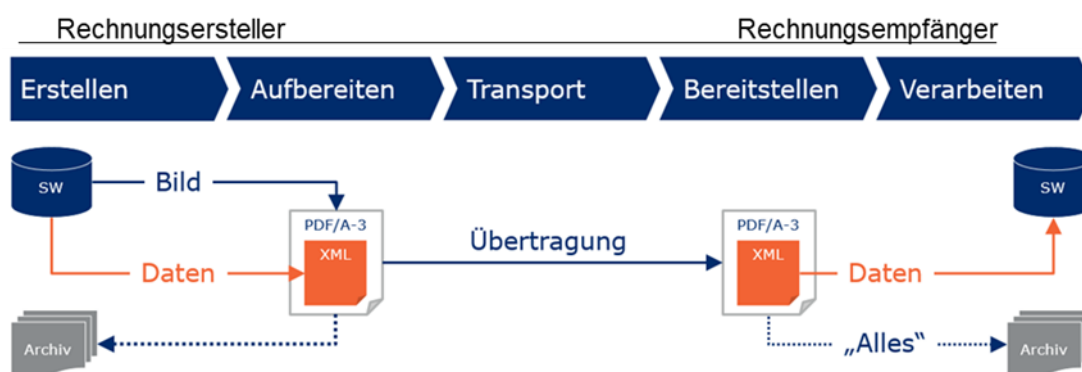 Rechnungsersteller Rechnungsempfänger
Erstellen Aufbereiten Transport Bereitstellen Verarbeiten
SW Bild SW
PDF/A-3 Übertragung PDF/A-3
XML XML
Daten Daten
Archiv „Alles“ Archiv